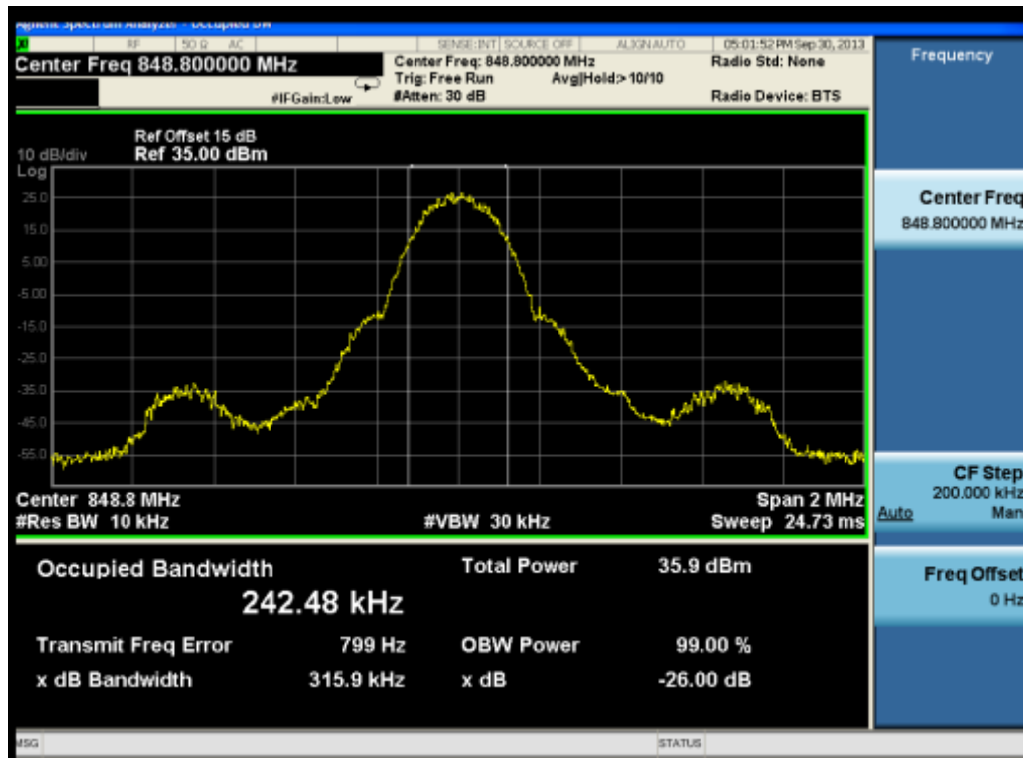 Agilent Spectrum Analyzer - Occupied BW
RF 50 Ω AC SENSE:INT SOURCE OFF ALIGN AUTO 05:01:52 PM Sep 30, 2013
Center Freq 848.800000 MHz
Center Freq: 848.800000 MHz
Radio Std: None
Trig: Free Run Avg|Hold:> 10/10
#IFGain:Low
#Atten: 30 dB
Radio Device: BTS
Ref Offset 15 dB
10 dB/div Ref 35.00 dBm
Log
25.0
15.0
5.00
-5.00
-15.0
-25.0
-35.0
-45.0
-55.0
Center 848.8 MHz Span 2 MHz
#Res BW 10 kHz #VBW 30 kHz Sweep 24.73 ms
Occupied Bandwidth Total Power 35.9 dBm
242.48 kHz
Transmit Freq Error 799 Hz OBW Power 99.00 %
x dB Bandwidth 315.9 kHz x dB -26.00 dB
MSG STATUS
Frequency
Center Freq
848.800000 MHz
CF Step
200.000 kHz
Auto Man
Freq Offset
0 Hz